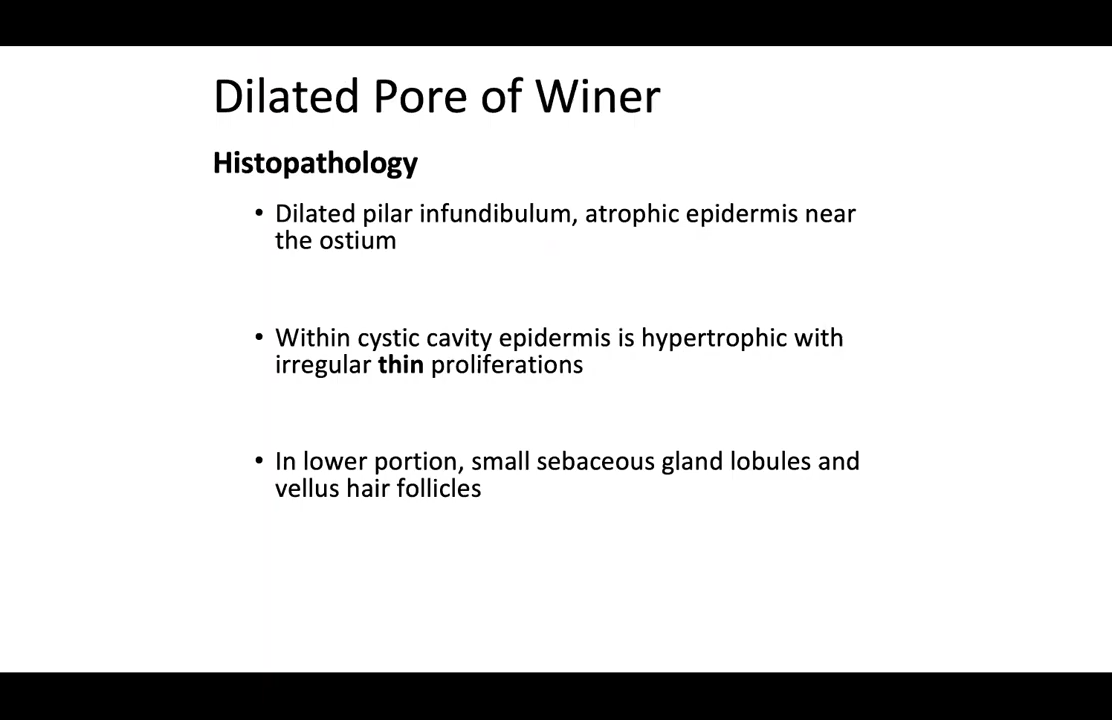 Dilated Pore of Winer
Histopathology
• Dilated pilar infundibulum, atrophic epidermis near
the ostium
• Within cystic cavity epidermis is hypertrophic with
irregular thin proliferations
• In lower portion, small sebaceous gland lobules and
vellus hair follicles